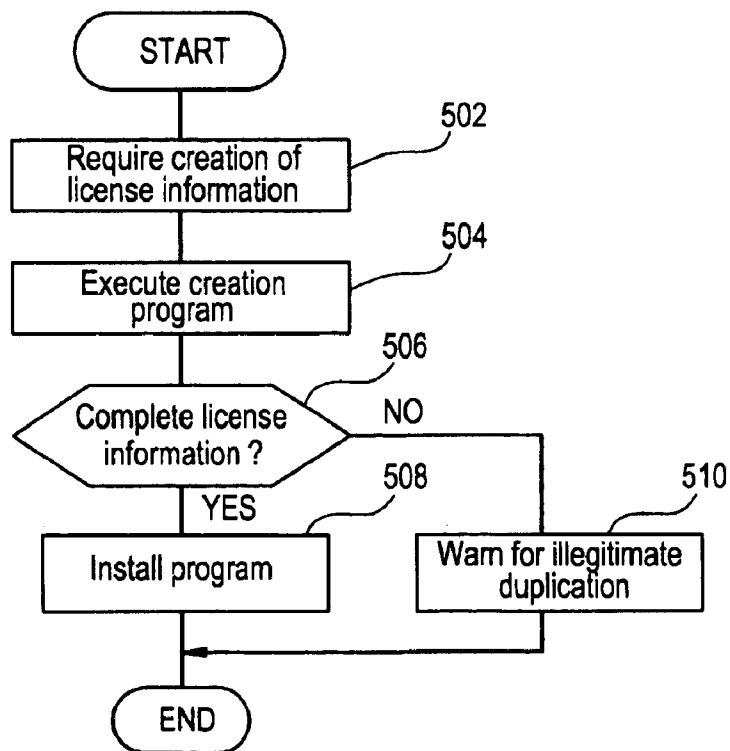 START
502
Require creation of
license information
504
Execute creation
program
506
Complete license
information ?
NO
YES
508
510
Install program
Warn for illegitimate
duplication
END